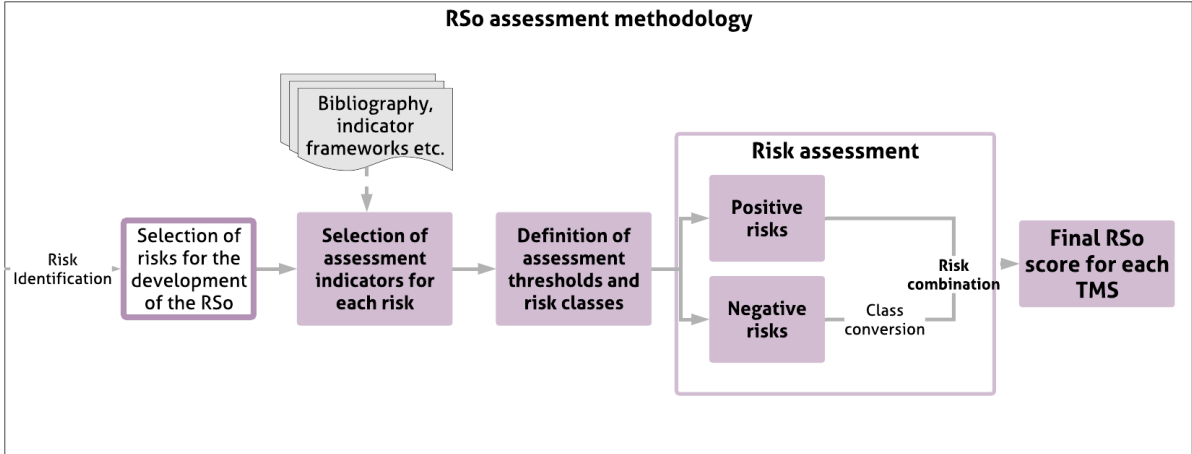 RSo assessment methodology
Bibliography,
indicator
frameworks etc.
Risk
Identification
Selection of
risks for the
development
of the RSo
Selection of
assessment
indicators for
each risk
Definition of
assessment
thresholds and
risk classes
Risk assessment
Positive
risks
Negative
risks
Class
conversion
Risk
combination
Final RSo
score for each
TMS